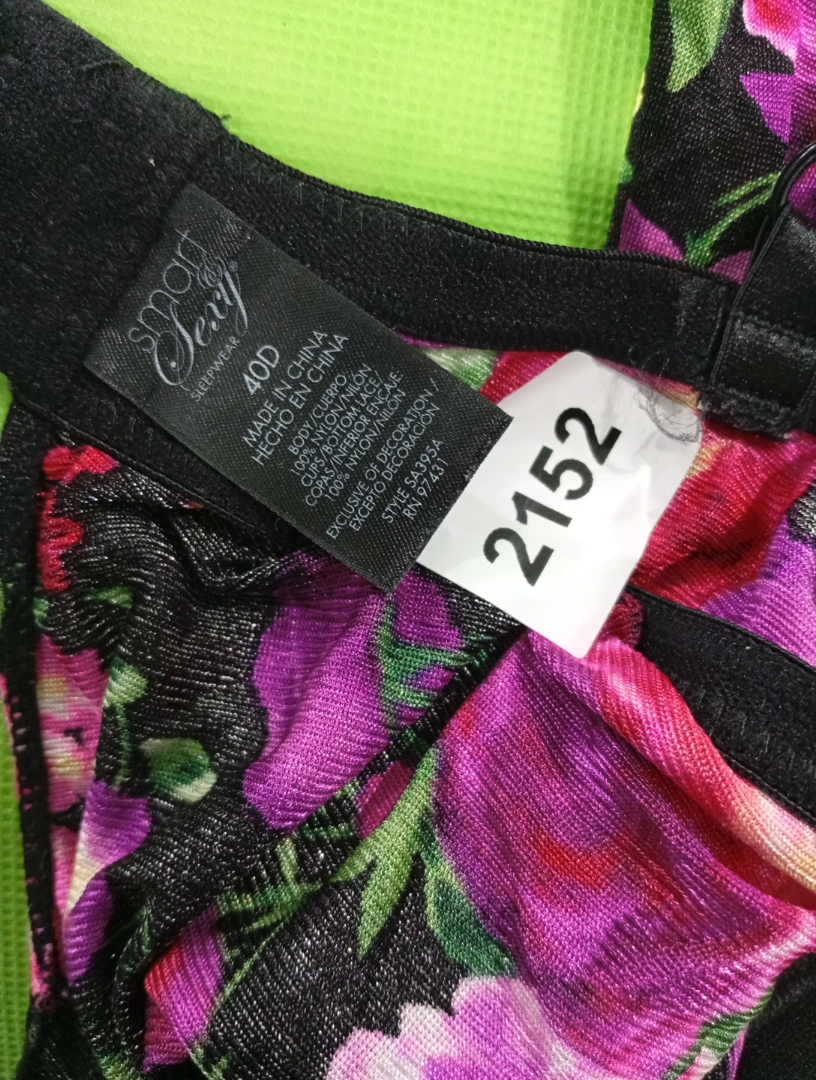 smart
&
Sexy®
SLEEPWEAR
40D
MADE IN CHINA
HECHO EN CHINA
BODY/CUERPO
100% NYLON/NILON
CUPS/BOTTOM LACE
COPAS/INFERIOR ENCAJE
100% NYLON/NILON
EXCLUSIVE OF DECORATION /
EXCEPTO DECORACION
STYLE SA395A
RN 97431
2152